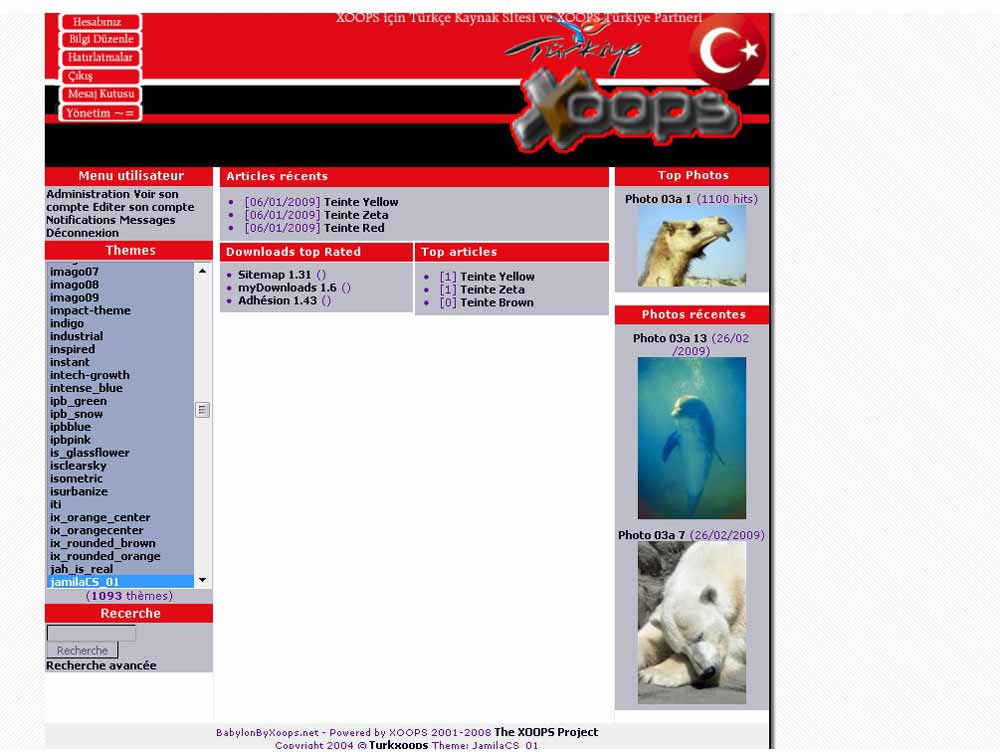 XOOPS için Türkçe Kaynak SItesi ve XOOPS Türkiye Partneri
Hesabınız
Bilgi Düzenle
Hatırlatmalar
Çıkış
Mesaj Kutusu
Yönetim ~=
Türkiye
Xoops
Menu utilisateur
Administration Voir son
compte Editer son compte
Notifications Messages
Déconnexion
Themes
imago07
imago08
imago09
impact-theme
indigo
industrial
inspired
instant
intech-growth
intense_blue
ipb_green
ipb_snow
ipbblue
ipbpink
is_glassflower
isclearsky
isometric
isurbanize
iti
ix_orange_center
ix_orangecenter
ix_rounded_brown
ix_rounded_orange
jah_is_real
jamilaCS_01
(1093 thèmes)
Recerche
Recherche
Recherche avancée
Articles récents
[06/01/2009] Teinte Yellow
[06/01/2009] Teinte Zeta
[06/01/2009] Teinte Red
Downloads top Rated
Sitemap 1.31 ()
myDownloads 1.6 ()
Adhésion 1.43 ()
Top articles
[1] Teinte Yellow
[1] Teinte Zeta
[0] Teinte Brown
Top Photos
Photo 03a 1 (1100 hits)
Photos récentes
Photo 03a 13 (26/02
/2009)
Photo 03a 7 (26/02/2009)
BabylonByXoops.net - Powered by XOOPS 2001-2008 The XOOPS Project
Copyright 2004 © Turkxoops Theme: JamilaCS_01